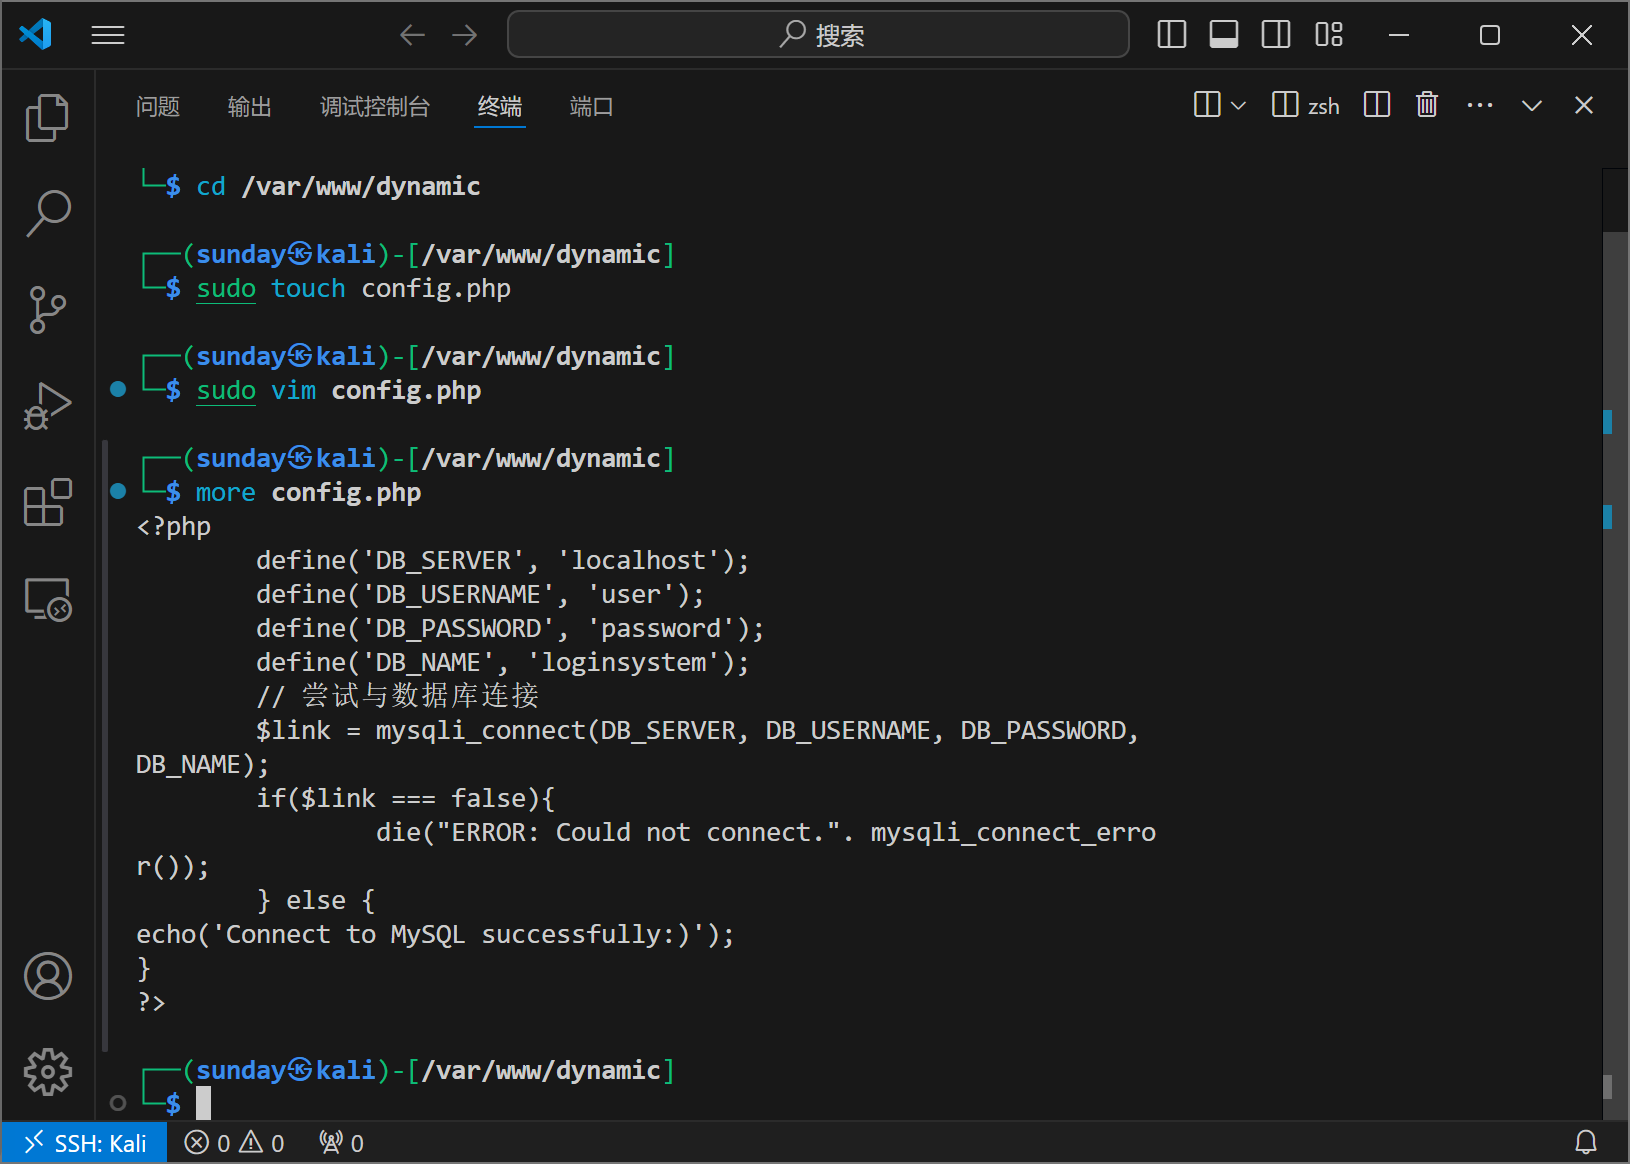 搜索
问题 输出 调试控制台 终端 端口 zsh
└─$ cd /var/www/dynamic
┌──(sunday㉿kali)-[/var/www/dynamic]
└─$ sudo touch config.php
┌──(sunday㉿kali)-[/var/www/dynamic]
└─$ sudo vim config.php
┌──(sunday㉿kali)-[/var/www/dynamic]
└─$ more config.php
<?php
        define('DB_SERVER', 'localhost');
        define('DB_USERNAME', 'user');
        define('DB_PASSWORD', 'password');
        define('DB_NAME', 'loginsystem');
        // 尝试与数据库连接
        $link = mysqli_connect(DB_SERVER, DB_USERNAME, DB_PASSWORD,
DB_NAME);
        if($link === false){
                die("ERROR: Could not connect.". mysqli_connect_erro
r());
        } else {
echo('Connect to MySQL successfully:)');
}
?>
┌──(sunday㉿kali)-[/var/www/dynamic]
└─$
SSH: Kali 0 0 0